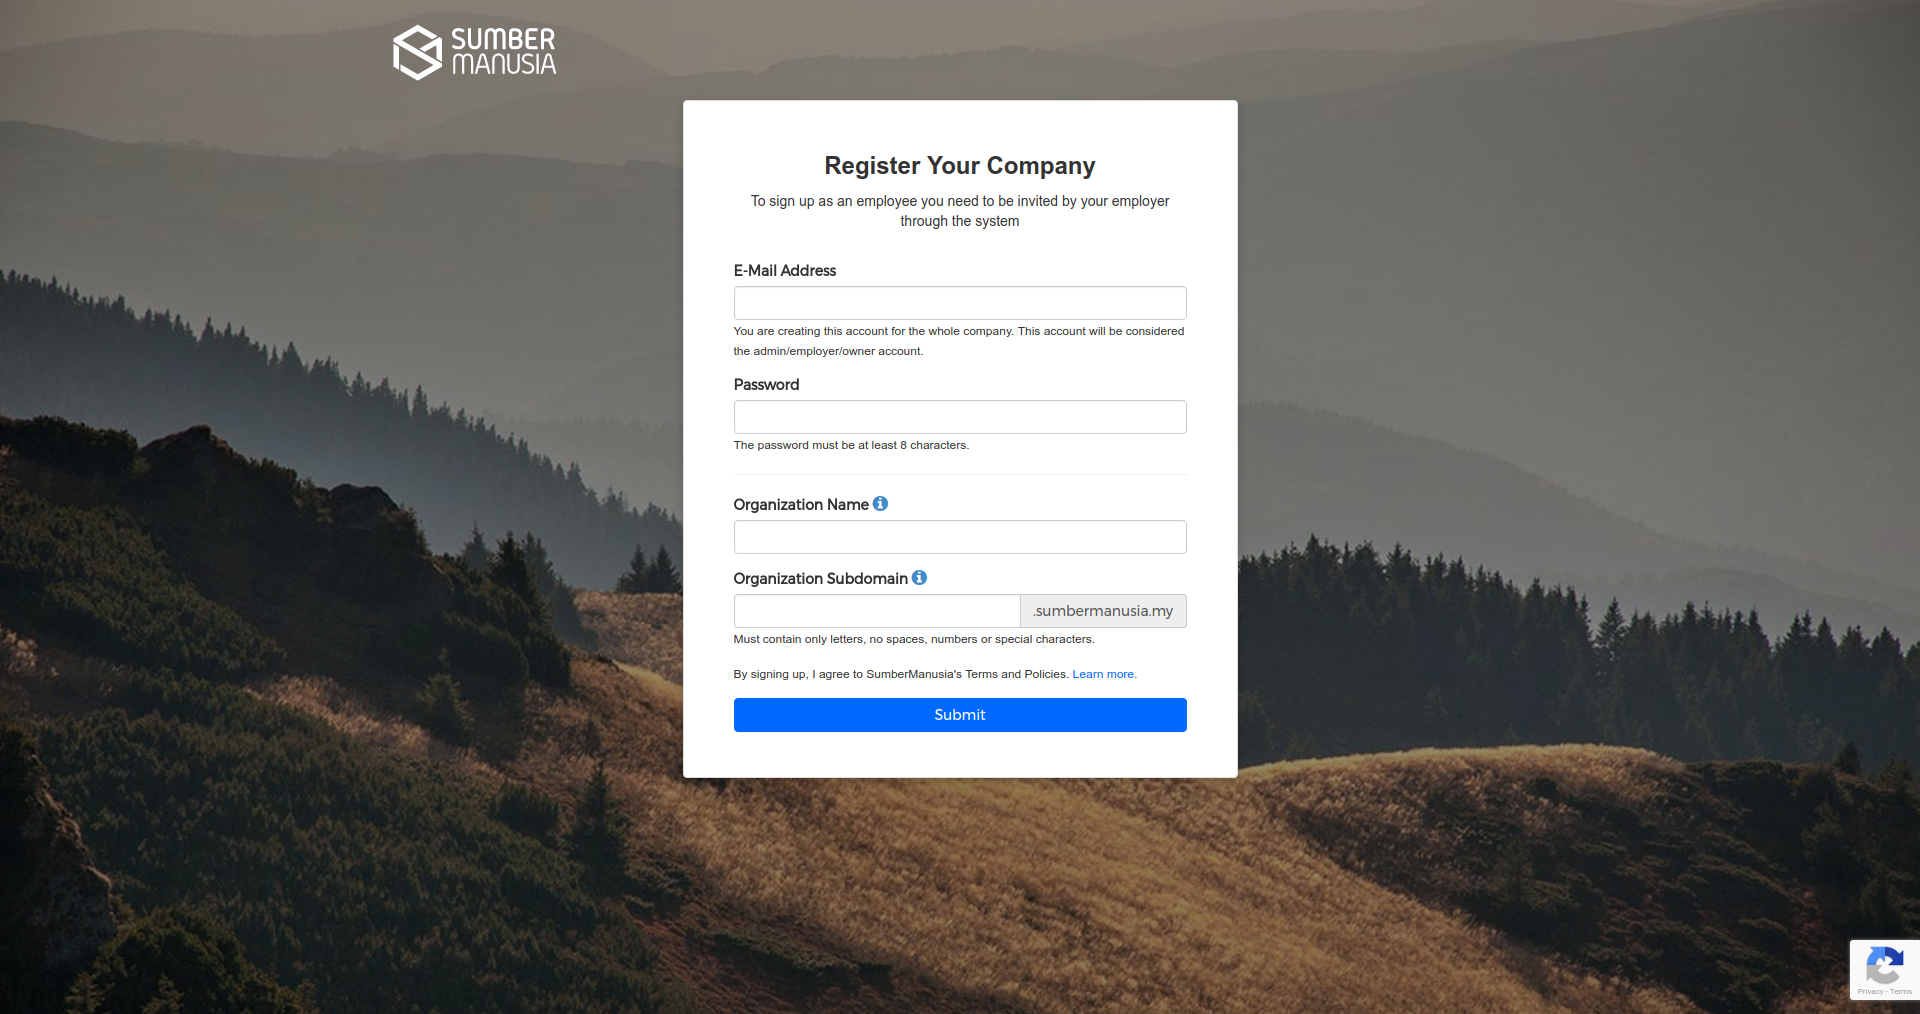 SUMBER
MANUSIA
Register Your Company
To sign up as an employee you need to be invited by your employer
through the system
E-Mail Address
You are creating this account for the whole company. This account will be considered
the admin/employer/owner account.
Password
The password must be at least 8 characters.
Organization Name
Organization Subdomain
.sumbermanusia.my
Must contain only letters, no spaces, numbers or special characters.
By signing up, I agree to SumberManusia's Terms and Policies. Learn more.
Submit
Privacy - Terms